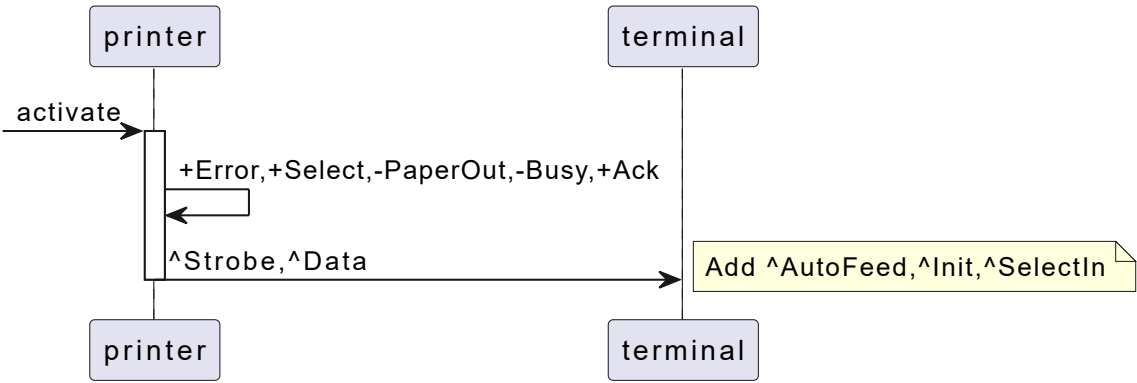 printer
terminal
activate
+Error,+Select,-PaperOut,-Busy,+Ack
^Strobe,^Data
Add ^AutoFeed,^Init,^SelectIn
printer
terminal